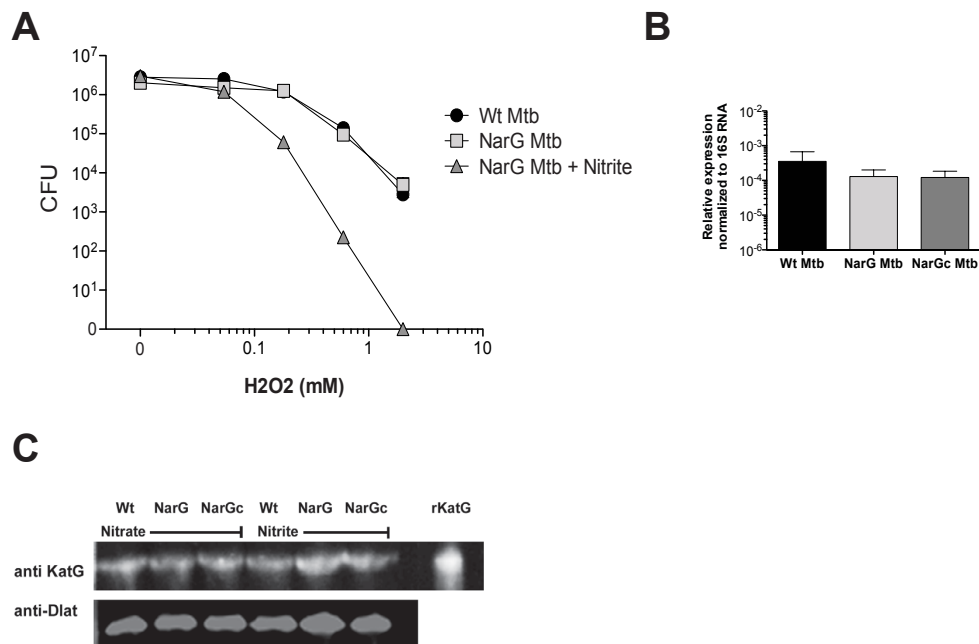 A
10^7
10^6
10^5
10^4
10^3
10^2
10^1
0
CFU
0 0.1 1 10
H2O2 (mM)
Wt Mtb
NarG Mtb
NarG Mtb + Nitrite
B
Relative expression
normalized to 16S RNA
10^-2
10^-3
10^-4
10^-5
10^-6
Wt Mtb NarG Mtb NarGc Mtb
C
Wt NarG NarGc Wt NarG NarGc rKatG
Nitrate Nitrite
anti KatG
anti-Dlat